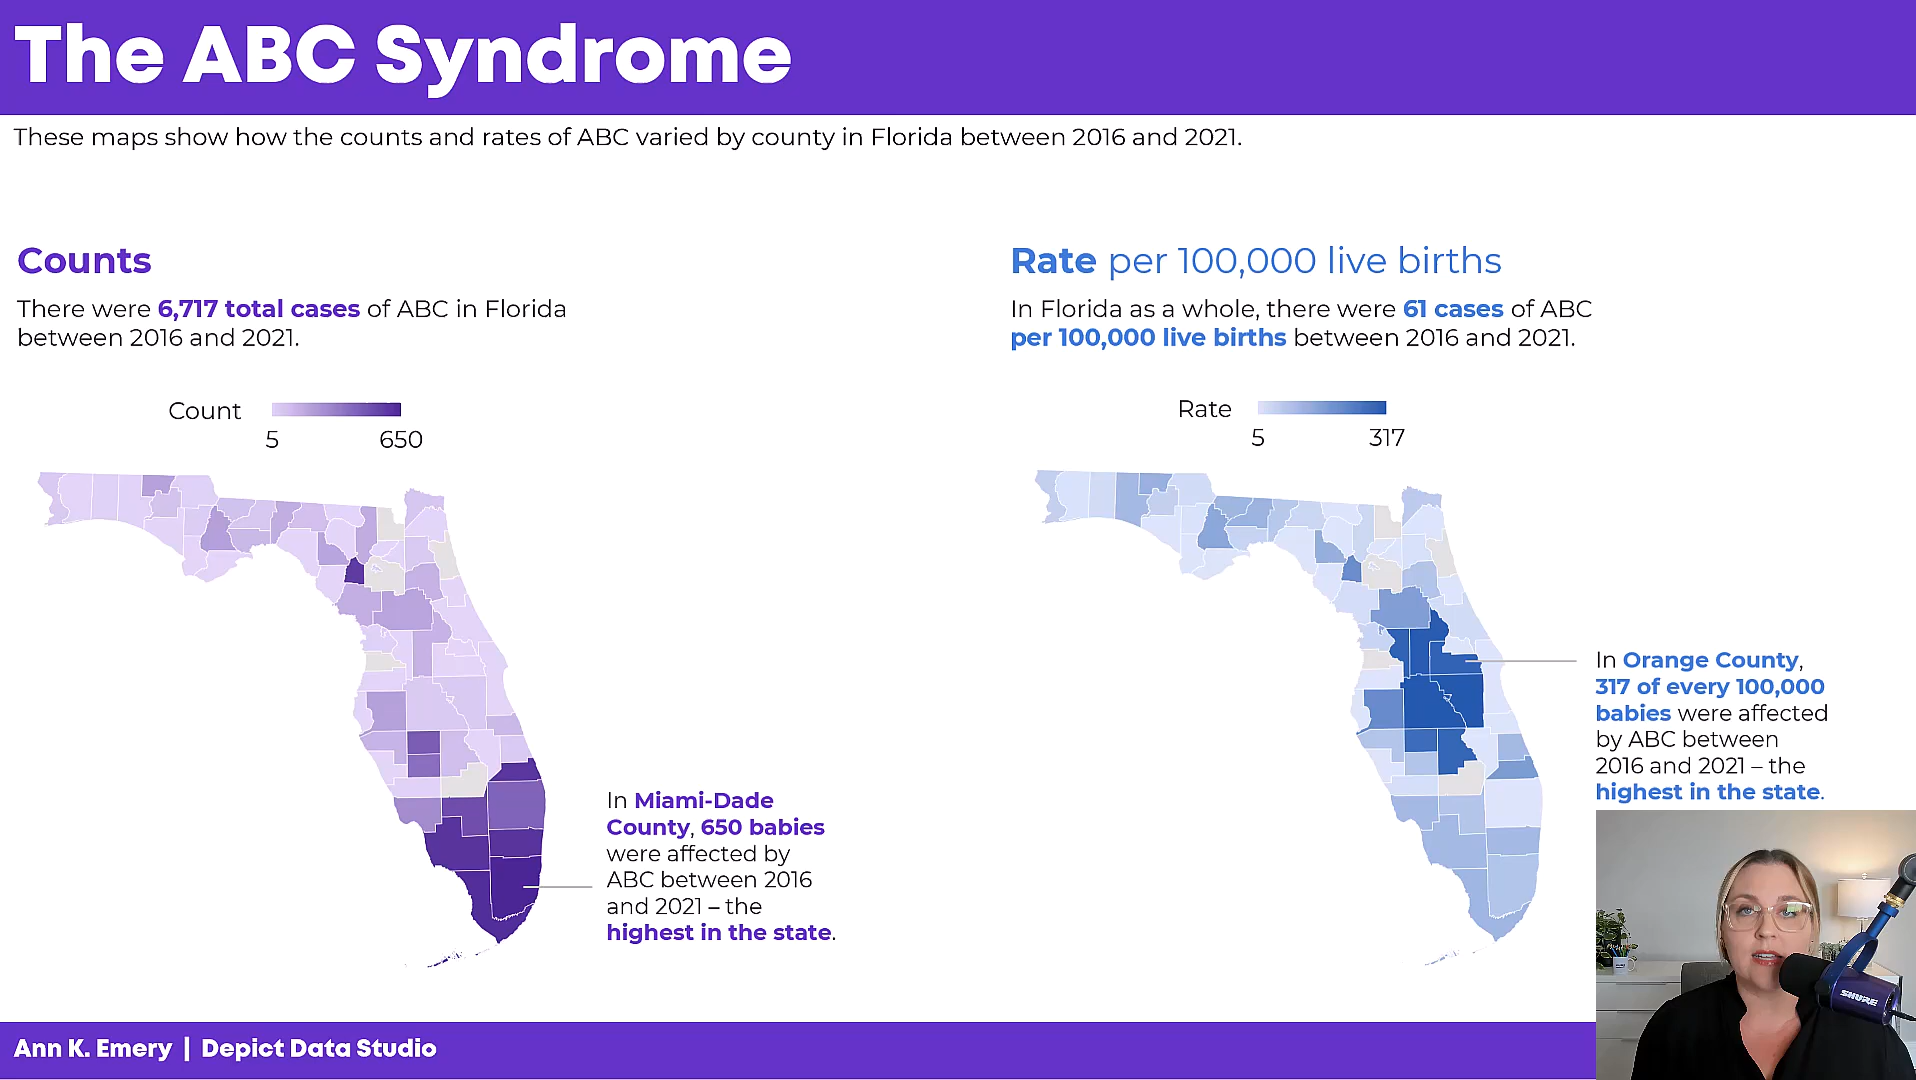 The ABC Syndrome
These maps show how the counts and rates of ABC varied by county in Florida between 2016 and 2021.
Counts
There were 6,717 total cases of ABC in Florida
between 2016 and 2021.
Count
5 650
In Miami-Dade
County, 650 babies
were affected by
ABC between 2016
and 2021 – the
highest in the state.
Rate per 100,000 live births
In Florida as a whole, there were 61 cases of ABC
per 100,000 live births between 2016 and 2021.
Rate
5 317
In Orange County,
317 of every 100,000
babies were affected
by ABC between
2016 and 2021 – the
highest in the state.
SHURE
Ann K. Emery | Depict Data Studio